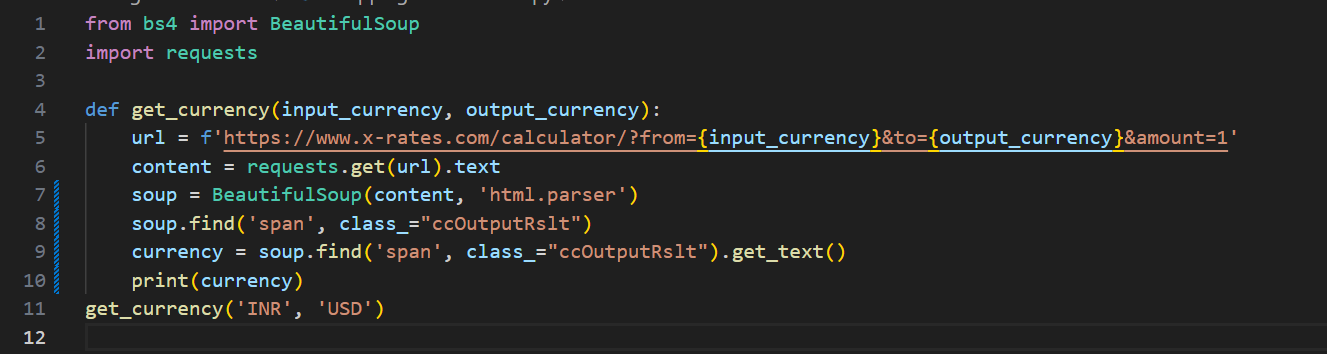 1 from bs4 import BeautifulSoup
2 import requests
3
4 def get_currency(input_currency, output_currency):
5     url = f'https://www.x-rates.com/calculator/?from={input_currency}&to={output_currency}&amount=1'
6     content = requests.get(url).text
7     soup = BeautifulSoup(content, 'html.parser')
8     soup.find('span', class_="ccOutputRslt")
9     currency = soup.find('span', class_="ccOutputRslt").get_text()
10     print(currency)
11 get_currency('INR', 'USD')
12